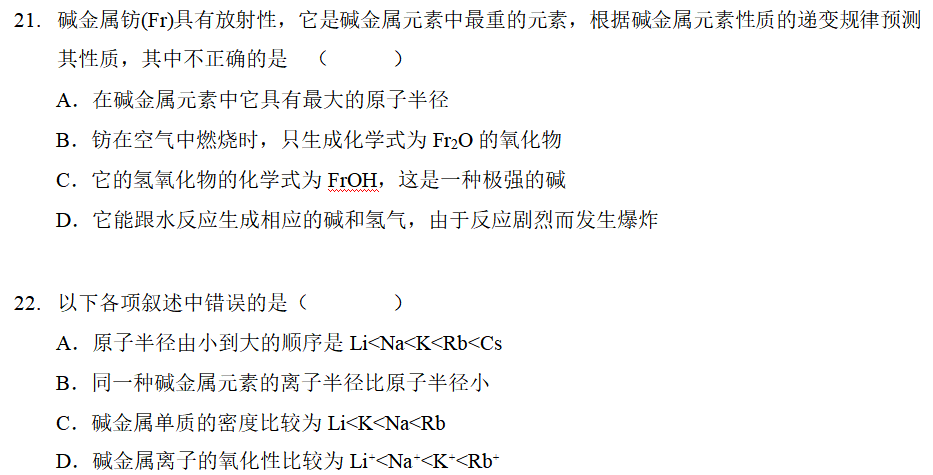 21. 碱金属钫(Fr)具有放射性，它是碱金属元素中最重的元素，根据碱金属元素性质的递变规律预测
其性质，其中不正确的是 （ ）
A．在碱金属元素中它具有最大的原子半径
B．钫在空气中燃烧时，只生成化学式为 Fr₂O 的氧化物
C．它的氢氧化物的化学式为 FrOH，这是一种极强的碱
D．它能跟水反应生成相应的碱和氢气，由于反应剧烈而发生爆炸
22. 以下各项叙述中错误的是（ ）
A．原子半径由小到大的顺序是 Li<Na<K<Rb<Cs
B．同一种碱金属元素的离子半径比原子半径小
C．碱金属单质的密度比较为 Li<K<Na<Rb
D．碱金属离子的氧化性比较为 Li⁺<Na⁺<K⁺<Rb⁺